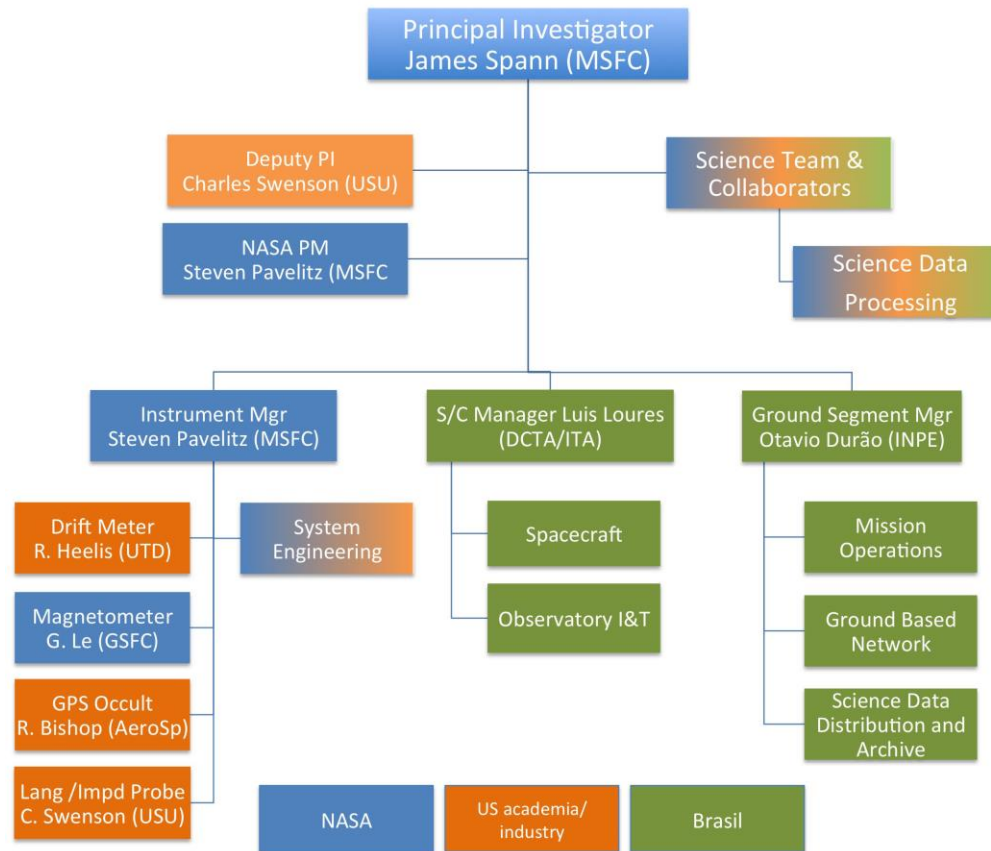 Principal Investigator
James Spann (MSFC)
Deputy PI
Charles Swenson (USU)
Science Team &
Collaborators
NASA PM
Steven Pavelitz (MSFC
Science Data
Processing
Instrument Mgr
Steven Pavelitz (MSFC)
S/C Manager Luis Loures
(DCTA/ITA)
Ground Segment Mgr
Otavio Durão (INPE)
Drift Meter
R. Heelis (UTD)
System
Engineering
Magnetometer
G. Le (GSFC)
GPS Occult
R. Bishop (AeroSp)
Lang /Impd Probe
C. Swenson (USU)
Spacecraft
Observatory I&T
Mission
Operations
Ground Based
Network
Science Data
Distribution and
Archive
NASA
US academia/
industry
Brasil